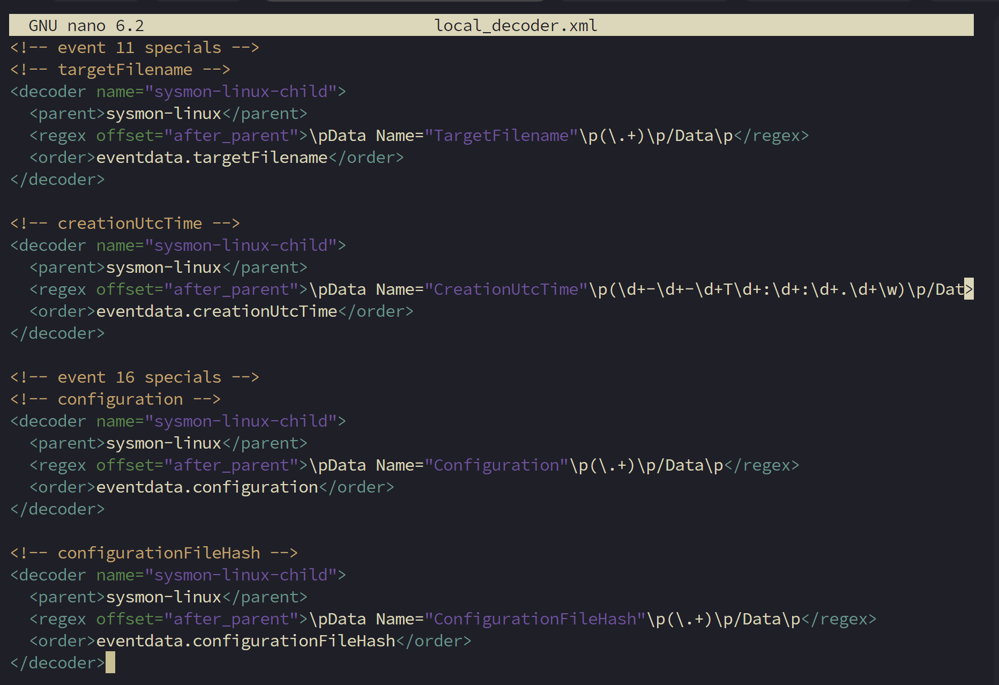 GNU nano 6.2 local_decoder.xml
<!-- event 11 specials -->
<!-- targetFilename -->
<decoder name="sysmon-linux-child">
  <parent>sysmon-linux</parent>
  <regex offset="after_parent">\pData Name="TargetFilename"\p(\.+)\p/Data\p</regex>
  <order>eventdata.targetFilename</order>
</decoder>

<!-- creationUtcTime -->
<decoder name="sysmon-linux-child">
  <parent>sysmon-linux</parent>
  <regex offset="after_parent">\pData Name="CreationUtcTime"\p(\d+-\d+-\d+T\d+:\d+:\d+.\d+\w)\p/Dat>
  <order>eventdata.creationUtcTime</order>
</decoder>

<!-- event 16 specials -->
<!-- configuration -->
<decoder name="sysmon-linux-child">
  <parent>sysmon-linux</parent>
  <regex offset="after_parent">\pData Name="Configuration"\p(\.+)\p/Data\p</regex>
  <order>eventdata.configuration</order>
</decoder>

<!-- configurationFileHash -->
<decoder name="sysmon-linux-child">
  <parent>sysmon-linux</parent>
  <regex offset="after_parent">\pData Name="ConfigurationFileHash"\p(\.+)\p/Data\p</regex>
  <order>eventdata.configurationFileHash</order>
</decoder>